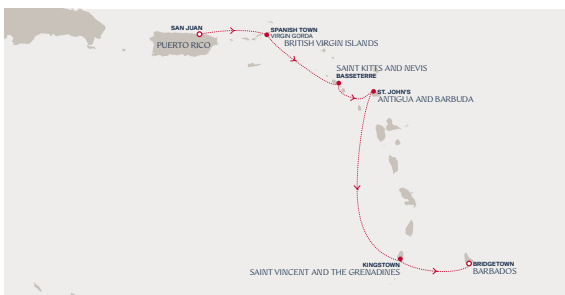 SAN JUAN
PUERTO RICO
SPANISH TOWN
VIRGIN GORDA
BRITISH VIRGIN ISLANDS
SAINT KITES AND NEVIS
BASSETERRE
ST. JOHN'S
ANTIGUA AND BARBUDA
KINGSTOWN
SAINT VINCENT AND THE GRENADINES
BRIDGETOWN
BARBADOS